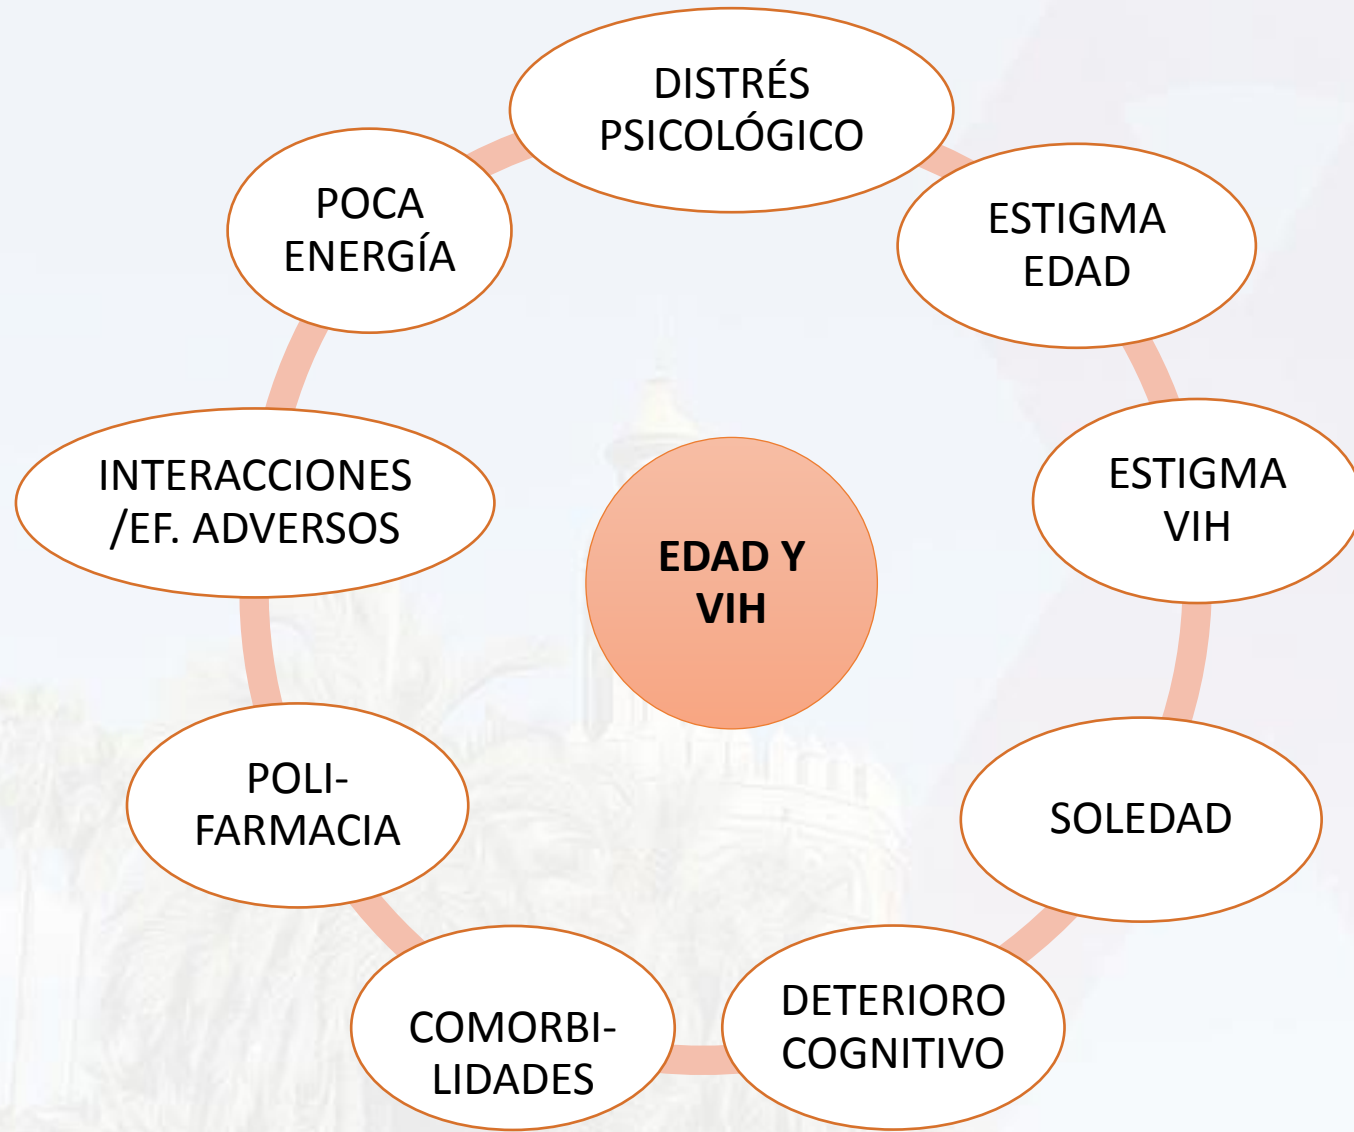 DISTRÉS
PSICOLÓGICO
ESTIGMA
EDAD
ESTIGMA
VIH
SOLEDAD
DETERIORO
COGNITIVO
COMORBI-
LIDADES
POLI-
FARMACIA
INTERACCIONES
/EF. ADVERSOS
POCA
ENERGÍA
EDAD Y
VIH